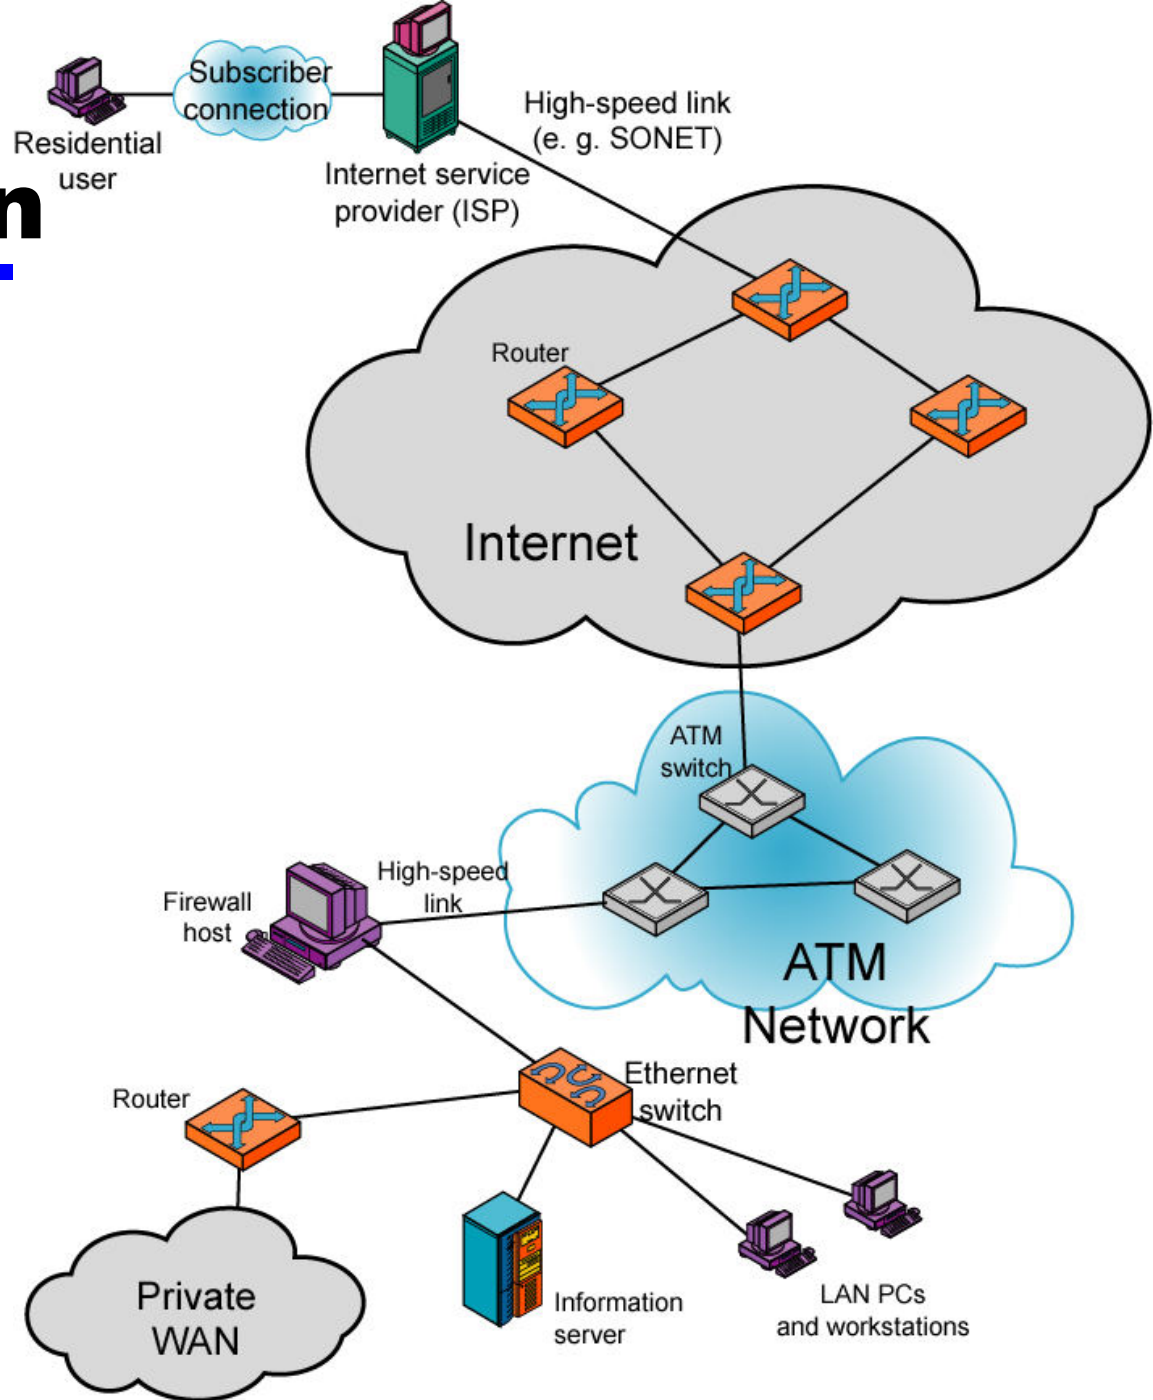 Subscriber
connection
Residential
user
Internet service
provider (ISP)
High-speed link
(e. g. SONET)
n
Router
Internet
ATM
switch
High-speed
link
Firewall
host
ATM
Network
Ethernet
switch
Router
Private
WAN
Information
server
LAN PCs
and workstations